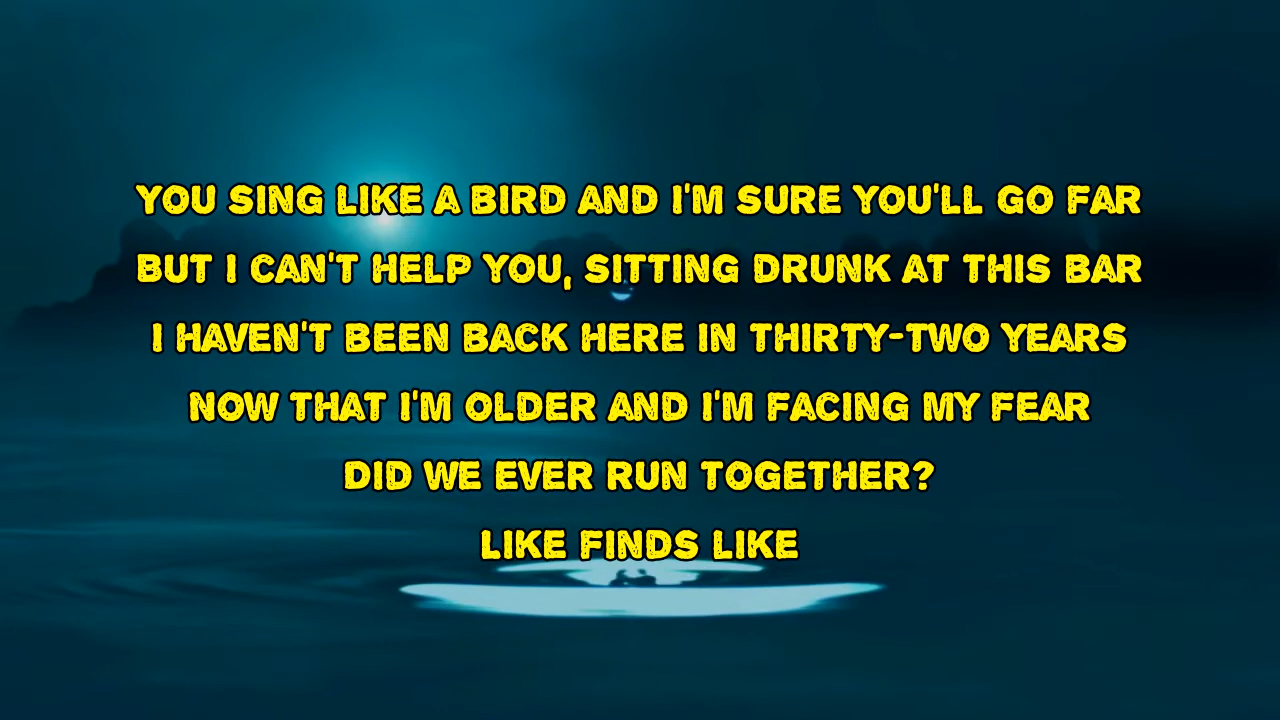 YOU SING LIKE A BIRD AND I'M SURE YOU'LL GO FAR
BUT I CAN'T HELP YOU, SITTING DRUNK AT THIS BAR
I HAVEN'T BEEN BACK HERE IN THIRTY-TWO YEARS
NOW THAT I'M OLDER AND I'M FACING MY FEAR
DID WE EVER RUN TOGETHER?
LIKE FINDS LIKE